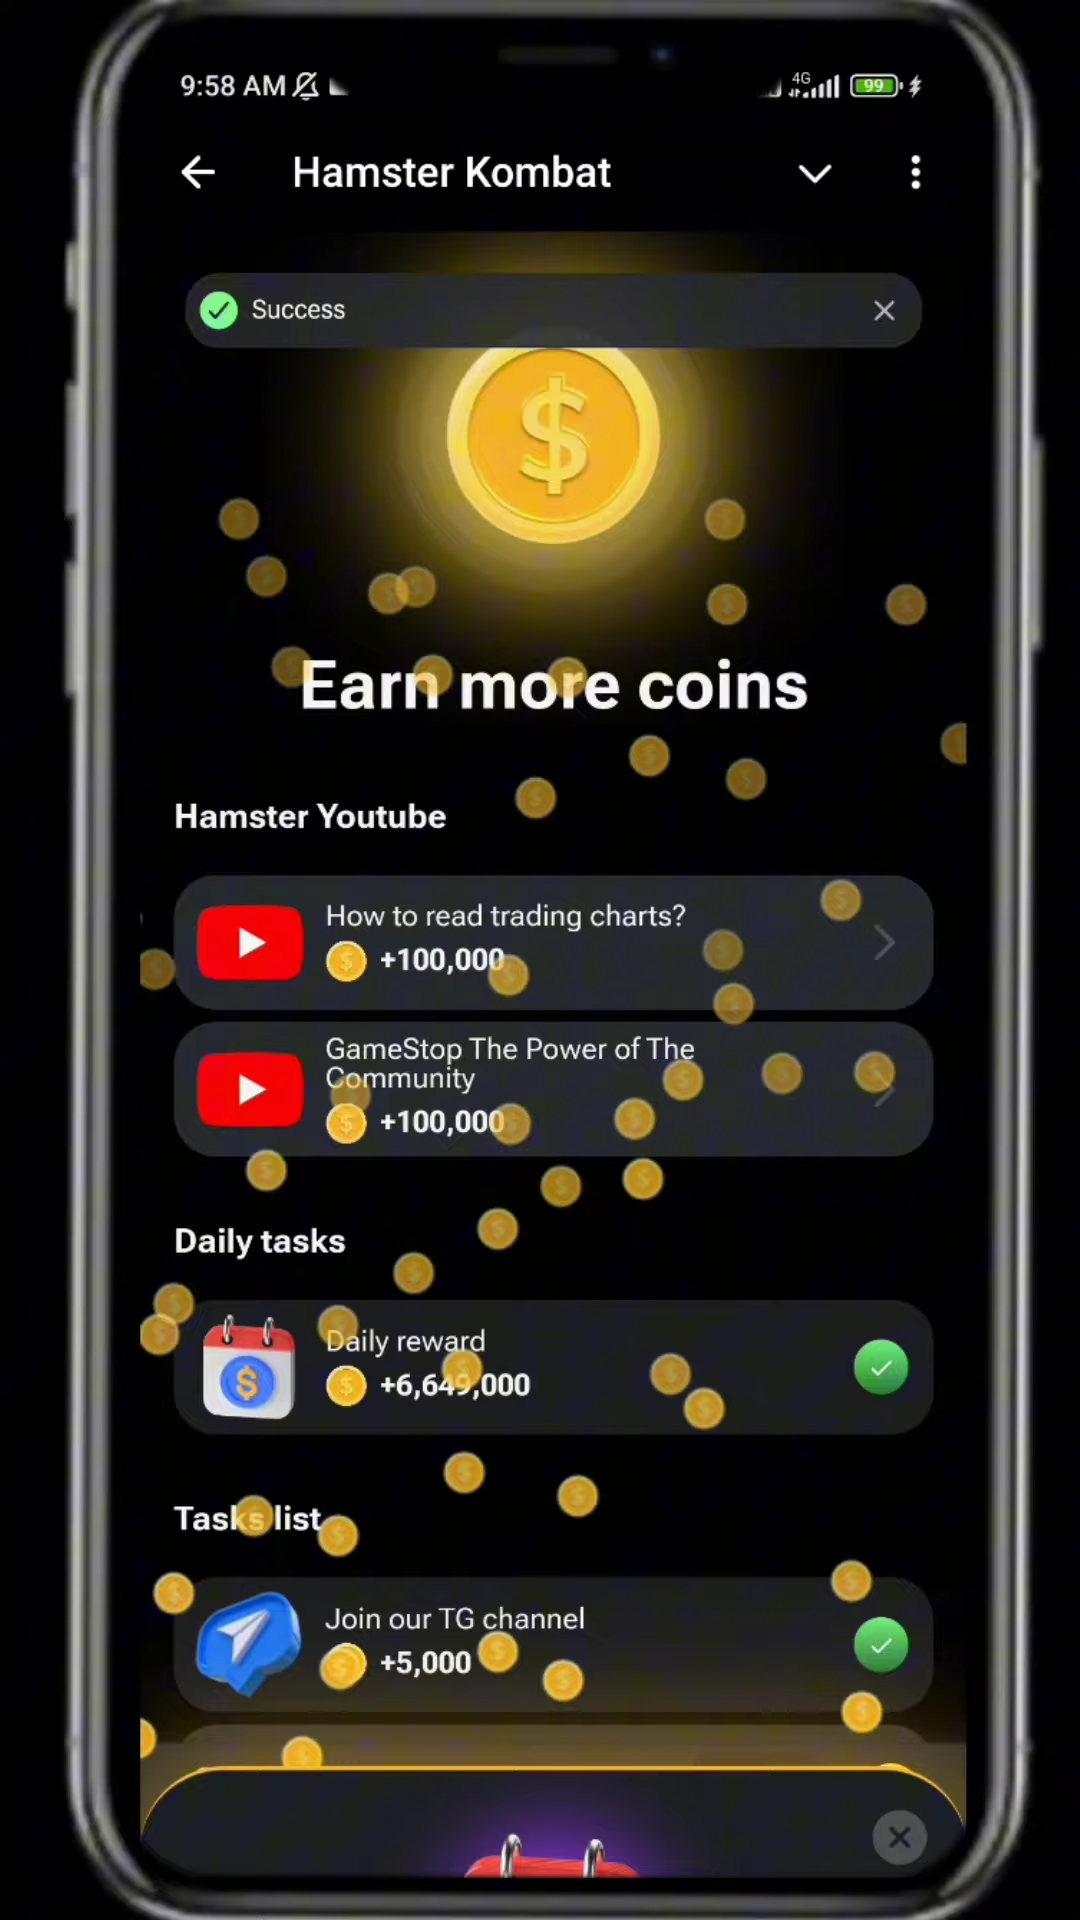 9:58 AM
4G
99
Hamster Kombat
Success
Earn more coins
Hamster Youtube
How to read trading charts?
+100,000
GameStop The Power of The
Community
+100,000
Daily tasks
Daily reward
+6,649,000
Tasks list
Join our TG channel
+5,000